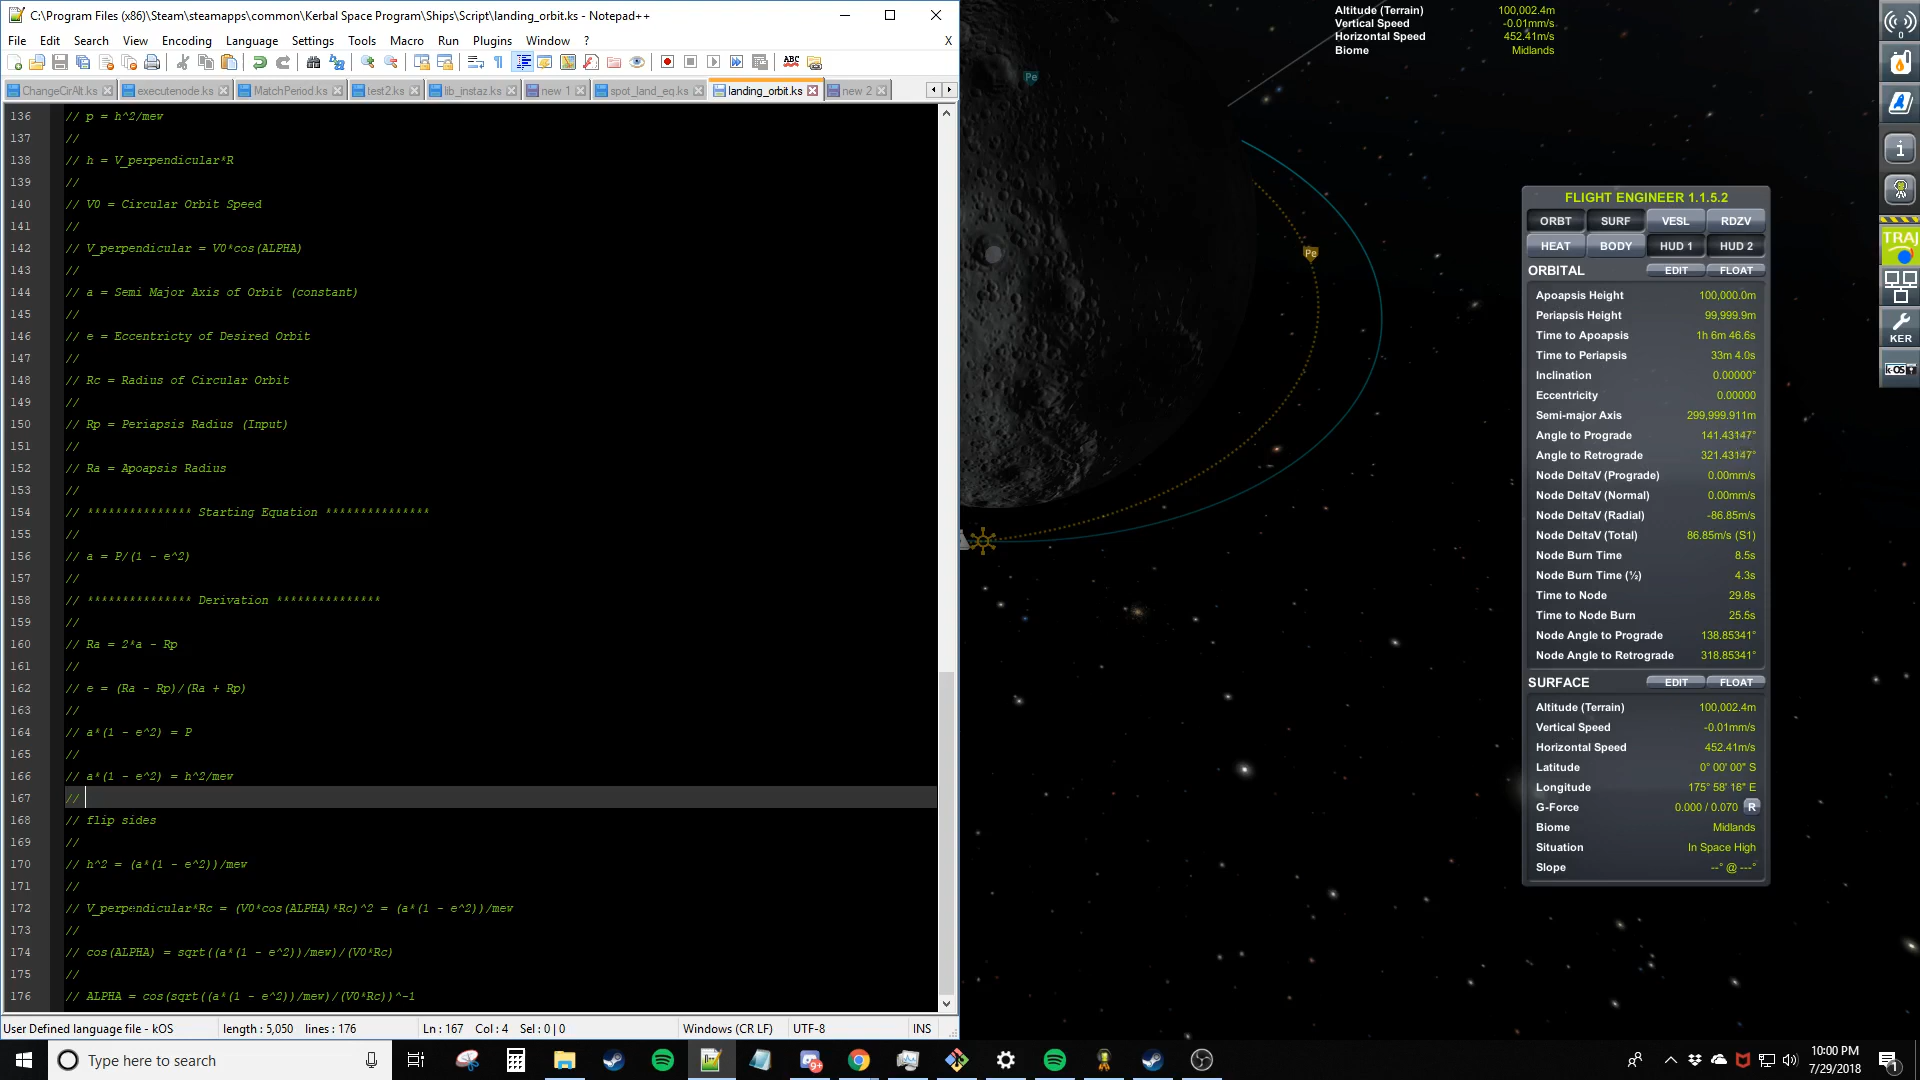 C:\Program Files (x86)\Steam\steamapps\common\Kerbal Space Program\Ships\Script\landing_orbit.ks - Notepad++
File Edit Search View Encoding Language Settings Tools Macro Run Plugins Window ? X
ChangeCirAlt.ks executenode.ks MatchPeriod.ks test2.ks lib_instaz.ks new 1 spot_land_eq.ks landing_orbit.ks new 2
136 // p = h^2/mew
137 //
138 // h = V_perpendicular*R
139 //
140 // V0 = Circular Orbit Speed
141 //
142 // V_perpendicular = V0*cos(ALPHA)
143 //
144 // a = Semi Major Axis of Orbit (constant)
145 //
146 // e = Eccentricty of Desired Orbit
147 //
148 // Rc = Radius of Circular Orbit
149 //
150 // Rp = Periapsis Radius (Input)
151 //
152 // Ra = Apoapsis Radius
153 //
154 // *************** Starting Equation ***************
155 //
156 // a = P/(1 - e^2)
157 //
158 // *************** Derivation ***************
159 //
160 // Ra = 2*a - Rp
161 //
162 // e = (Ra - Rp)/(Ra + Rp)
163 //
164 // a*(1 - e^2) = P
165 //
166 // a*(1 - e^2) = h^2/mew
167 //
168 // flip sides
169 //
170 // h^2 = (a*(1 - e^2))/mew
171 //
172 // V_perpendicular*Rc = (V0*cos(ALPHA)*Rc)^2 = (a*(1 - e^2))/mew
173 //
174 // cos(ALPHA) = sqrt((a*(1 - e^2))/mew)/(V0*Rc)
175 //
176 // ALPHA = cos(sqrt((a*(1 - e^2))/mew)/(V0*Rc))^-1
User Defined language file - kOS length : 5,050 lines : 176 Ln : 167 Col : 4 Sel : 0 | 0 Windows (CR LF) UTF-8 INS
Altitude (Terrain) 100,002.4m
Vertical Speed -0.01mm/s
Horizontal Speed 452.41m/s
Biome Midlands
Pe
Pe
FLIGHT ENGINEER 1.1.5.2
ORBT SURF VESL RDZV
HEAT BODY HUD 1 HUD 2
ORBITAL EDIT FLOAT
Apoapsis Height 100,000.0m
Periapsis Height 99,999.9m
Time to Apoapsis 1h 6m 46.6s
Time to Periapsis 33m 4.0s
Inclination 0.00000°
Eccentricity 0.00000
Semi-major Axis 299,999.911m
Angle to Prograde 141.43147°
Angle to Retrograde 321.43147°
Node DeltaV (Prograde) 0.00mm/s
Node DeltaV (Normal) 0.00mm/s
Node DeltaV (Radial) -86.85m/s
Node DeltaV (Total) 86.85m/s (S1)
Node Burn Time 8.5s
Node Burn Time (½) 4.3s
Time to Node 29.8s
Time to Node Burn 25.5s
Node Angle to Prograde 138.85341°
Node Angle to Retrograde 318.85341°
SURFACE EDIT FLOAT
Altitude (Terrain) 100,002.4m
Vertical Speed -0.01mm/s
Horizontal Speed 452.41m/s
Latitude 0° 00' 00" S
Longitude 175° 58' 16" E
G-Force 0.000 / 0.070 R
Biome Midlands
Situation In Space High
Slope --° @ ---°
TRAJ
KER
k-OS
Type here to search
10:00 PM
7/29/2018